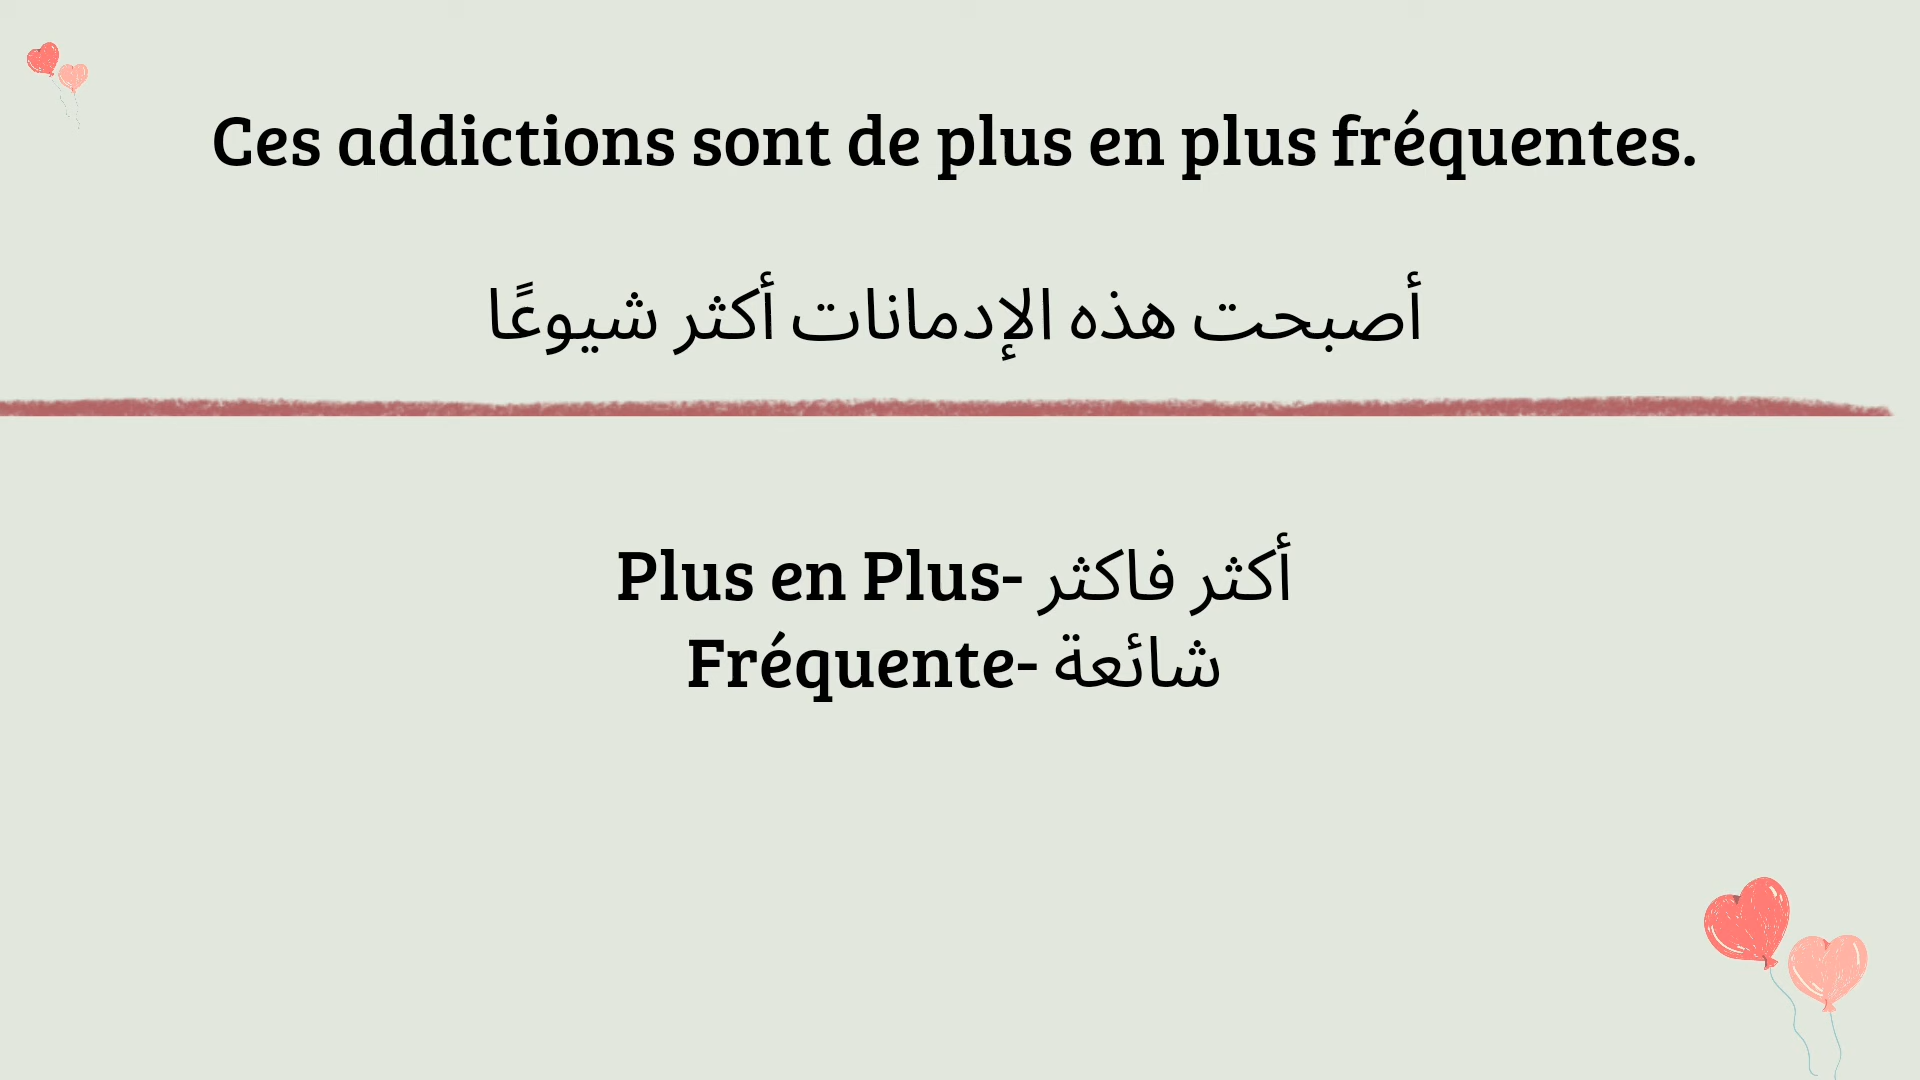 Ces addictions sont de plus en plus fréquentes.
أصبحت هذه الإدمانات أكثر شيوعًا
Plus en Plus- أكثر فاكثر
Fréquente- شائعة